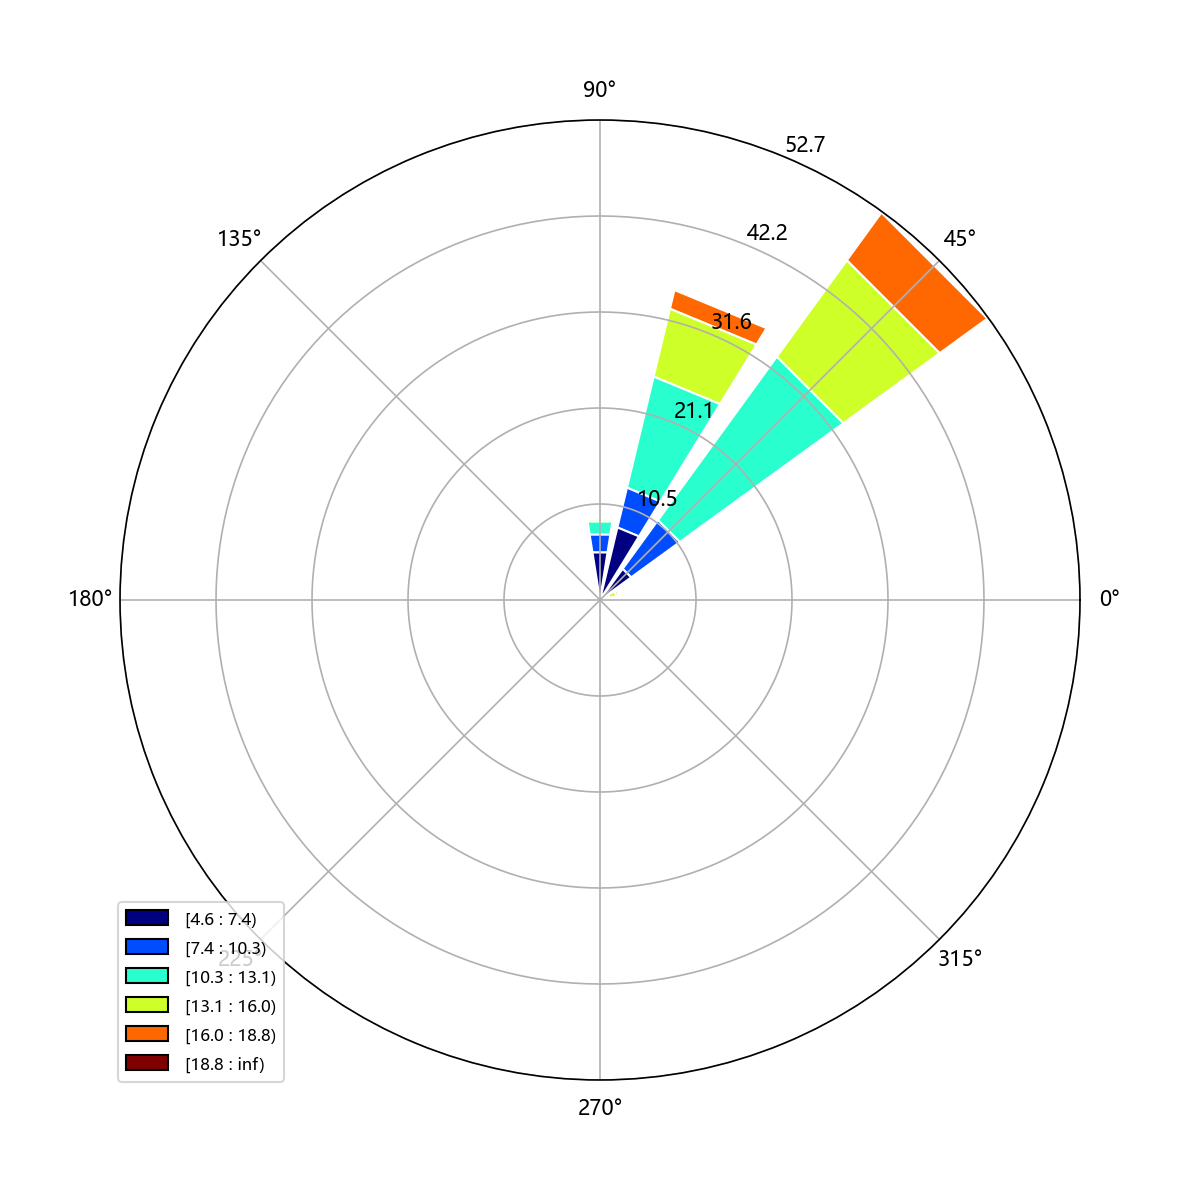 90°
52.7
42.2
135°
45°
31.6
21.1
10.5
180°
0°
[4.6 : 7.4)
[7.4 : 10.3)
225°
315°
[10.3 : 13.1)
[13.1 : 16.0)
[16.0 : 18.8)
[18.8 : inf)
270°